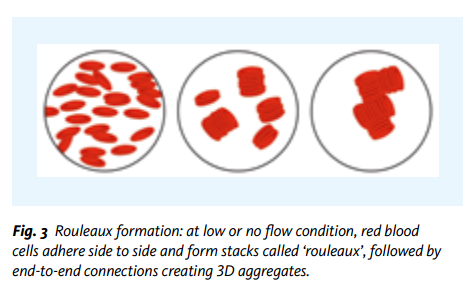 Fig. 3 Rouleaux formation: at low or no flow condition, red blood
cells adhere side to side and form stacks called ‘rouleaux’, followed by
end-to-end connections creating 3D aggregates.